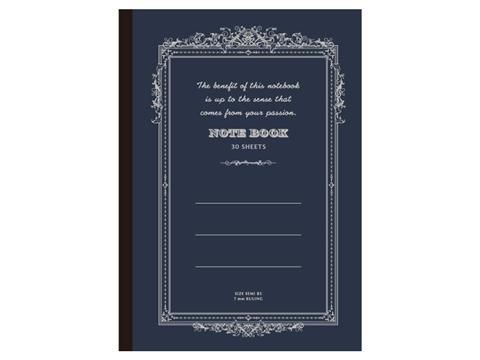 The benefit of this notebook
is up to the sense that
comes from your passion.
NOTE BOOK
30 SHEETS
SIZE SEMI B5
7 mm RULING